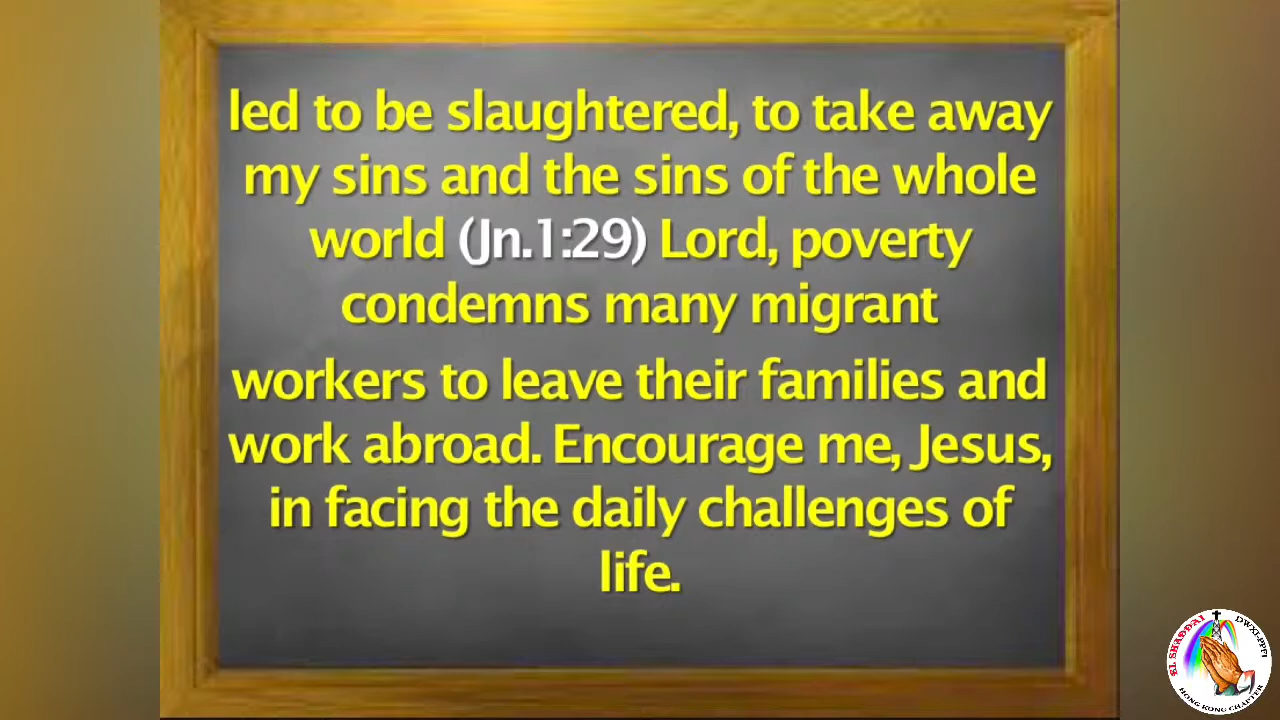 led to be slaughtered, to take away
my sins and the sins of the whole
world (Jn.1:29) Lord, poverty
condemns many migrant
workers to leave their families and
work abroad. Encourage me, Jesus,
in facing the daily challenges of
life.
EL SHADDAI
DWXI-PPFI
HONG KONG CHAPTER